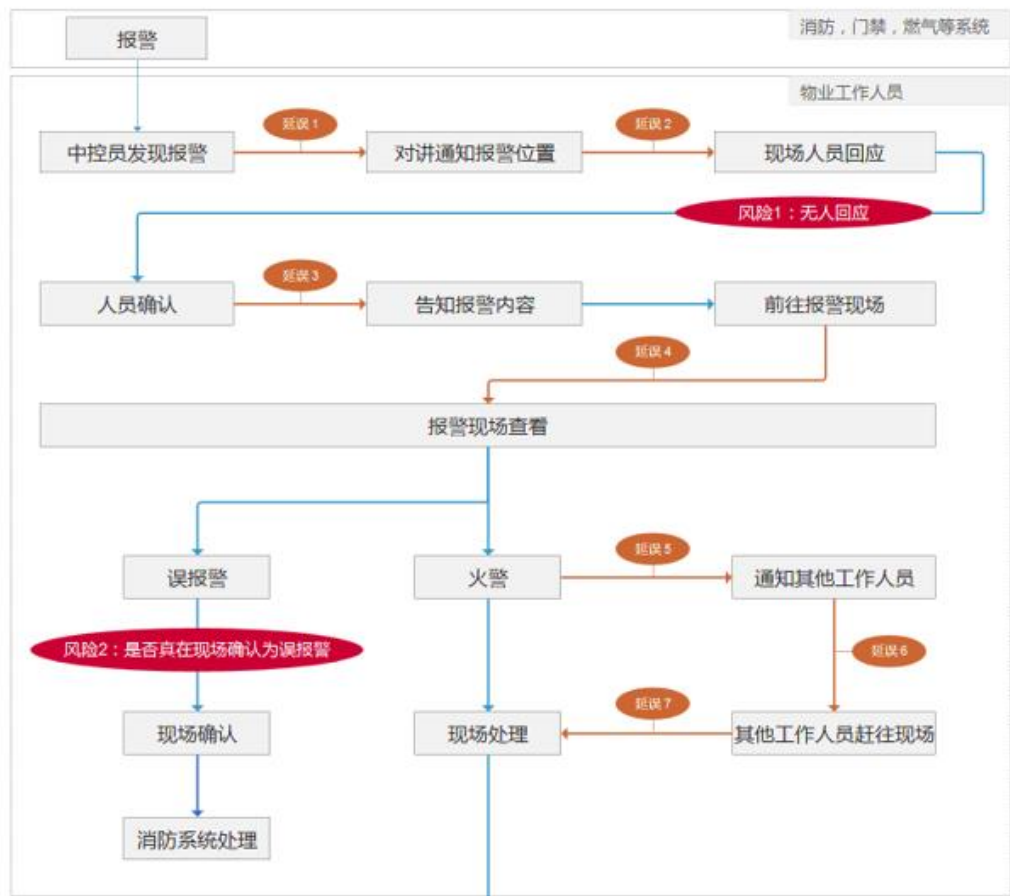 报警
消防，门禁，燃气等系统
物业工作人员
延误 1
延误 2
中控员发现报警
对讲通知报警位置
现场人员回应
风险1：无人回应
延误 3
人员确认
告知报警内容
前往报警现场
延误 4
报警现场查看
延误 5
误报警
火警
通知其他工作人员
风险2：是否真在现场确认为误报警
延误 6
延误 7
现场确认
现场处理
其他工作人员赶往现场
消防系统处理